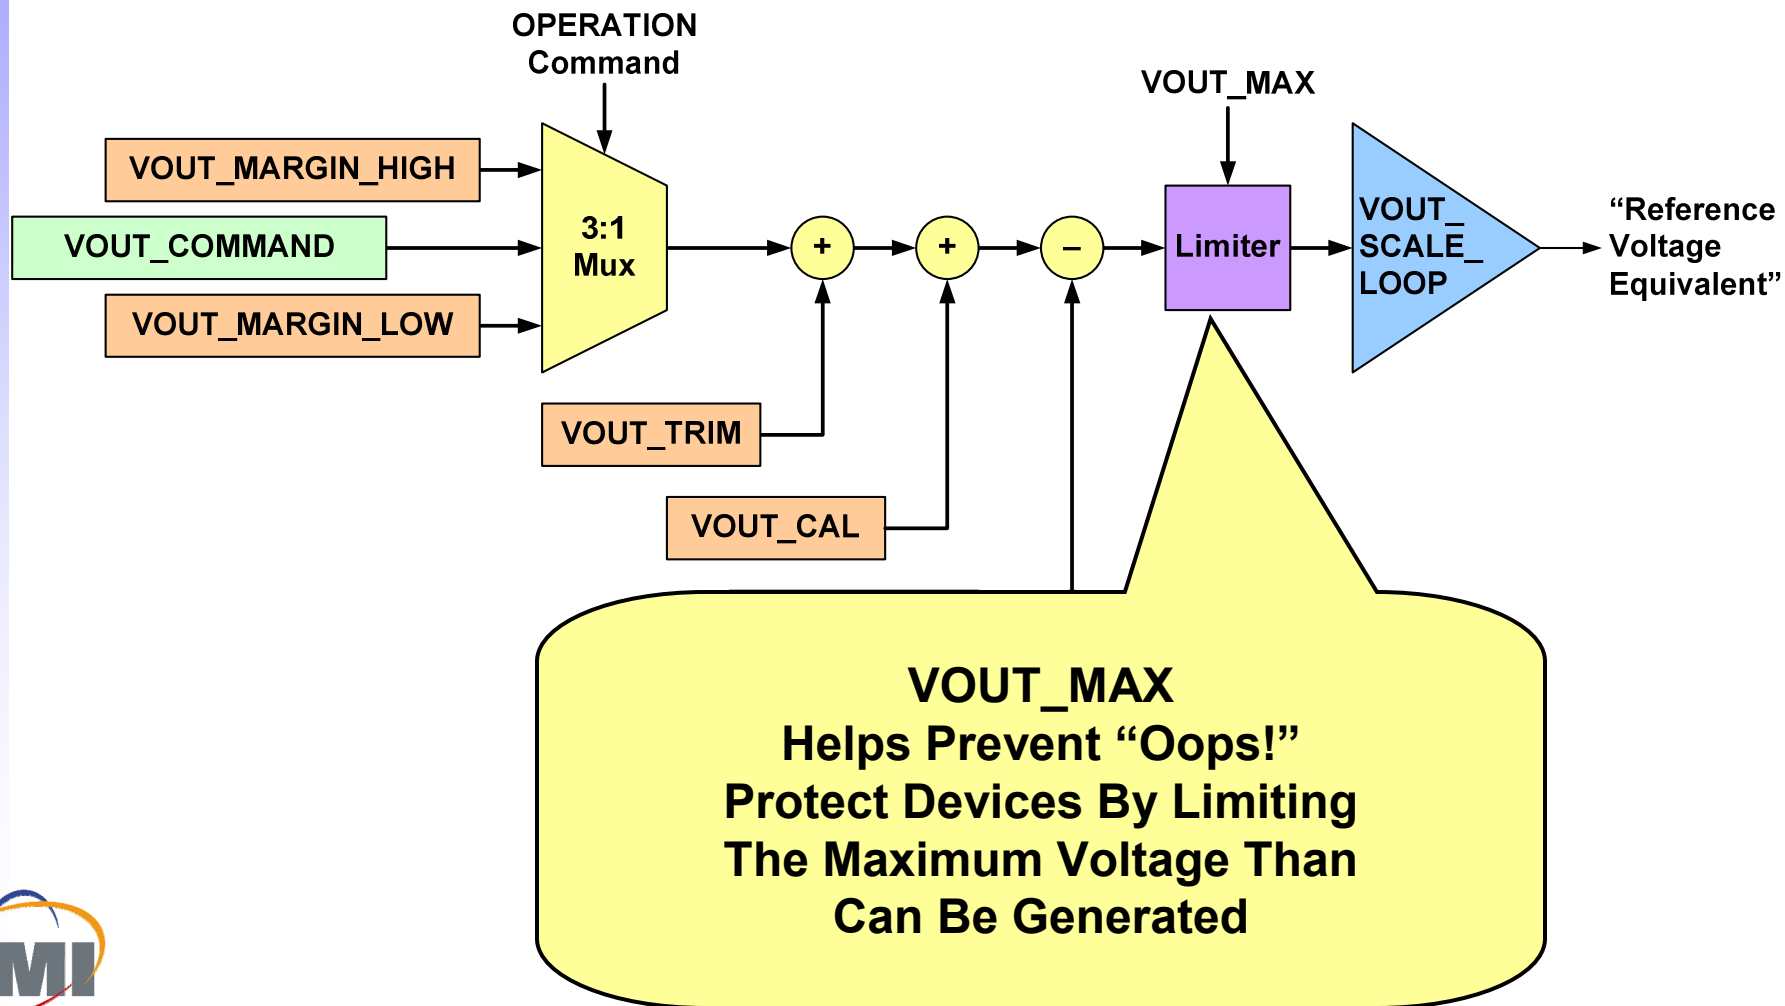 OPERATION
Command
VOUT_MAX
VOUT_MARGIN_HIGH
VOUT_COMMAND
VOUT_MARGIN_LOW
3:1
Mux
+
+
–
Limiter
VOUT_
SCALE_
LOOP
“Reference
Voltage
Equivalent”
VOUT_TRIM
VOUT_CAL
VOUT_MAX
Helps Prevent “Oops!”
Protect Devices By Limiting
The Maximum Voltage Than
Can Be Generated
MI